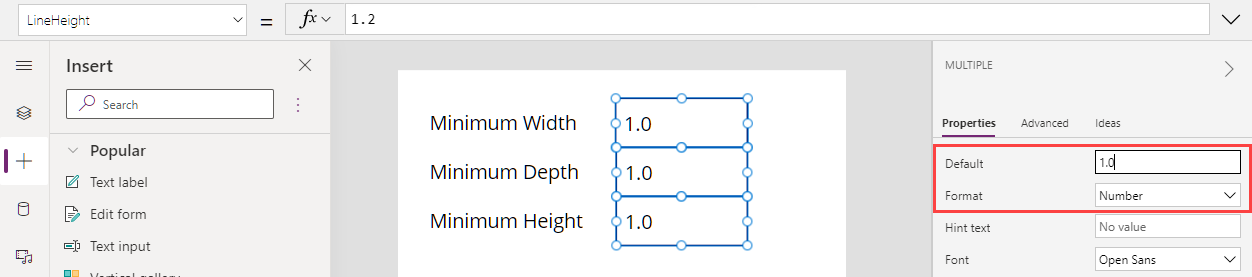 LineHeight = fx 1.2
Insert
Search
Popular
Text label
Edit form
Text input
Vertical gallery
Minimum Width 1.0
Minimum Depth 1.0
Minimum Height 1.0
MULTIPLE
Properties Advanced Ideas
Default 1.0
Format Number
Hint text No value
Font Open Sans